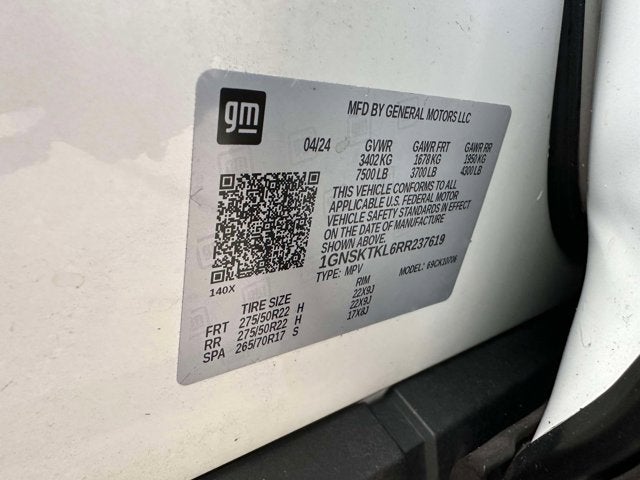 gm
MFD BY GENERAL MOTORS LLC
04/24 GVWR GAWR FRT GAWR RR
3402 KG 1678 KG 1950 KG
7500 LB 3700 LB 4300 LB
THIS VEHICLE CONFORMS TO ALL
APPLICABLE U.S. FEDERAL MOTOR
VEHICLE SAFETY STANDARDS IN EFFECT
ON THE DATE OF MANUFACTURE
SHOWN ABOVE.
1GNSKTKL6RR237619
TYPE: MPV MODEL: 69CK10706
140X
TIRE SIZE RIM
FRT 275/50R22 H 22X9J
RR 275/50R22 H 22X9J
SPA 265/70R17 S 17X8J